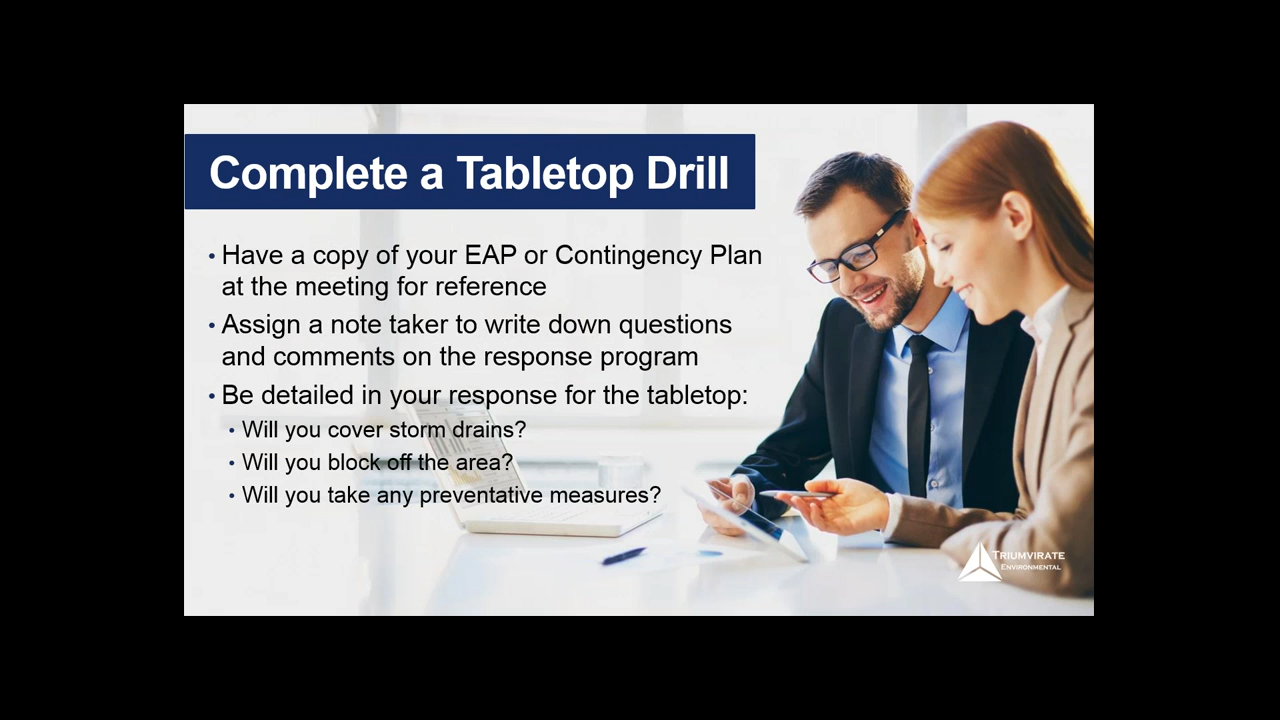 Complete a Tabletop Drill
• Have a copy of your EAP or Contingency Plan
at the meeting for reference
• Assign a note taker to write down questions
and comments on the response program
• Be detailed in your response for the tabletop:
• Will you cover storm drains?
• Will you block off the area?
• Will you take any preventative measures?
TRIUMVIRATE
ENVIRONMENTAL